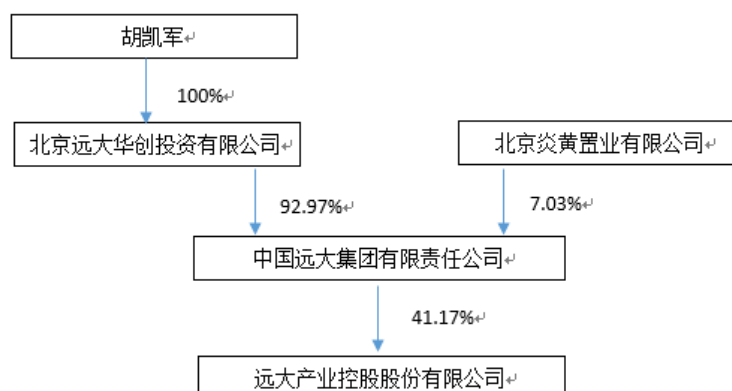 胡凯军
100%
北京远大华创投资有限公司
北京炎黄置业有限公司
92.97%
7.03%
中国远大集团有限责任公司
41.17%
远大产业控股股份有限公司